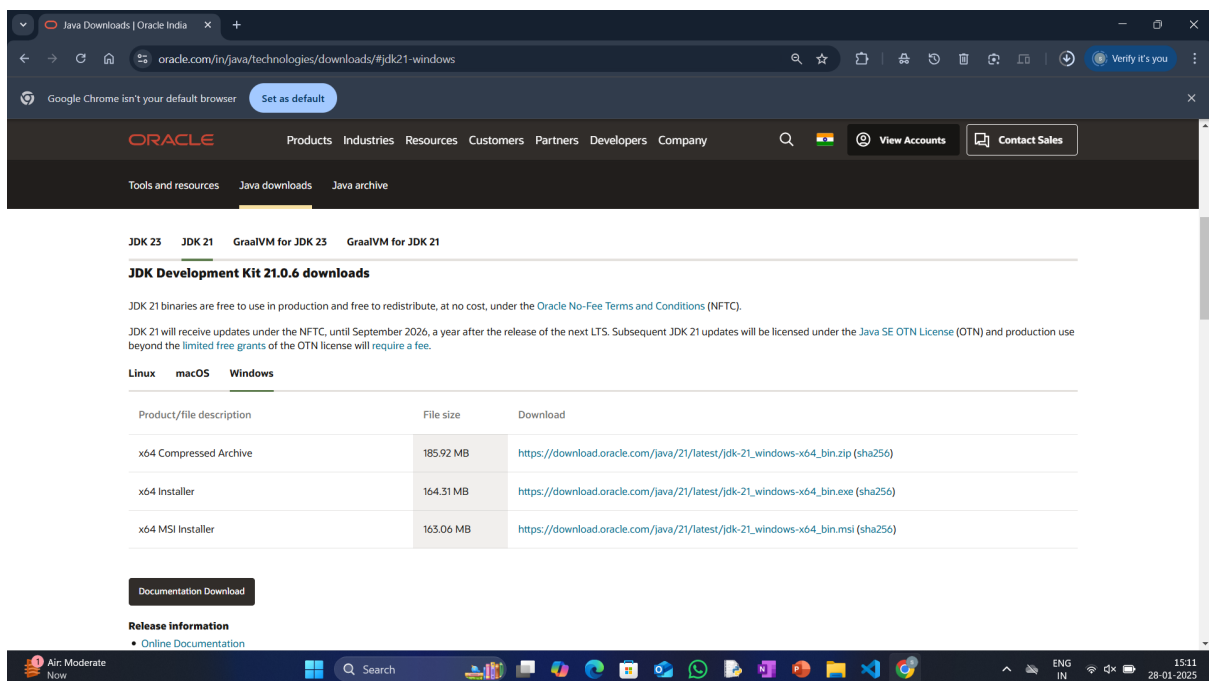 Java Downloads | Oracle India
oracle.com/in/java/technologies/downloads/#jdk21-windows
Verify it's you
Google Chrome isn't your default browser
Set as default
ORACLE
Products Industries Resources Customers Partners Developers Company
View Accounts
Contact Sales
Tools and resources Java downloads Java archive
JDK 23 JDK 21 GraalVM for JDK 23 GraalVM for JDK 21
JDK Development Kit 21.0.6 downloads
JDK 21 binaries are free to use in production and free to redistribute, at no cost, under the Oracle No-Fee Terms and Conditions (NFTC).
JDK 21 will receive updates under the NFTC, until September 2026, a year after the release of the next LTS. Subsequent JDK 21 updates will be licensed under the Java SE OTN License (OTN) and production use
beyond the limited free grants of the OTN license will require a fee.
Linux macOS Windows
Product/file description File size Download
x64 Compressed Archive 185.92 MB https://download.oracle.com/java/21/latest/jdk-21_windows-x64_bin.zip (sha256)
x64 Installer 164.31 MB https://download.oracle.com/java/21/latest/jdk-21_windows-x64_bin.exe (sha256)
x64 MSI Installer 163.06 MB https://download.oracle.com/java/21/latest/jdk-21_windows-x64_bin.msi (sha256)
Documentation Download
Release information
Online Documentation
1
Air: Moderate
Now
Search
ENG
IN
15:11
28-01-2025